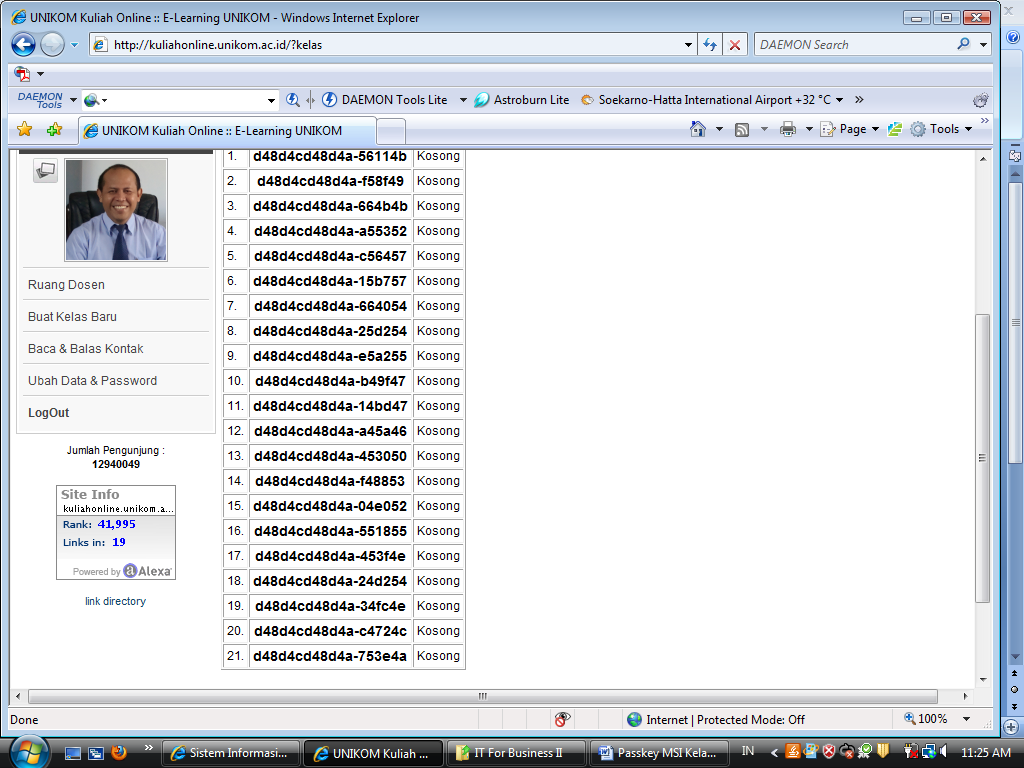 UNIKOM Kuliah Online :: E-Learning UNIKOM - Windows Internet Explorer
http://kuliahonline.unikom.ac.id/?kelas
DAEMON Search
DAEMON Tools
DAEMON Tools Lite
Astroburn Lite
Soekarno-Hatta International Airport +32 °C
UNIKOM Kuliah Online :: E-Learning UNIKOM
Page
Tools
Ruang Dosen
Buat Kelas Baru
Baca & Balas Kontak
Ubah Data & Password
LogOut
Jumlah Pengunjung :
12940049
Site Info
kuliahonline.unikom.a...
Rank: 41,995
Links in: 19
Powered by Alexa
link directory
1. d48d4cd48d4a-56114b Kosong
2. d48d4cd48d4a-f58f49 Kosong
3. d48d4cd48d4a-664b4b Kosong
4. d48d4cd48d4a-a55352 Kosong
5. d48d4cd48d4a-c56457 Kosong
6. d48d4cd48d4a-15b757 Kosong
7. d48d4cd48d4a-664054 Kosong
8. d48d4cd48d4a-25d254 Kosong
9. d48d4cd48d4a-e5a255 Kosong
10. d48d4cd48d4a-b49f47 Kosong
11. d48d4cd48d4a-14bd47 Kosong
12. d48d4cd48d4a-a45a46 Kosong
13. d48d4cd48d4a-453050 Kosong
14. d48d4cd48d4a-f48853 Kosong
15. d48d4cd48d4a-04e052 Kosong
16. d48d4cd48d4a-551855 Kosong
17. d48d4cd48d4a-453f4e Kosong
18. d48d4cd48d4a-24d254 Kosong
19. d48d4cd48d4a-34fc4e Kosong
20. d48d4cd48d4a-c4724c Kosong
21. d48d4cd48d4a-753e4a Kosong
Done
Internet | Protected Mode: Off
100%
Sistem Informasi...
UNIKOM Kuliah ...
IT For Business II
Passkey MSI Kela...
IN
11:25 AM